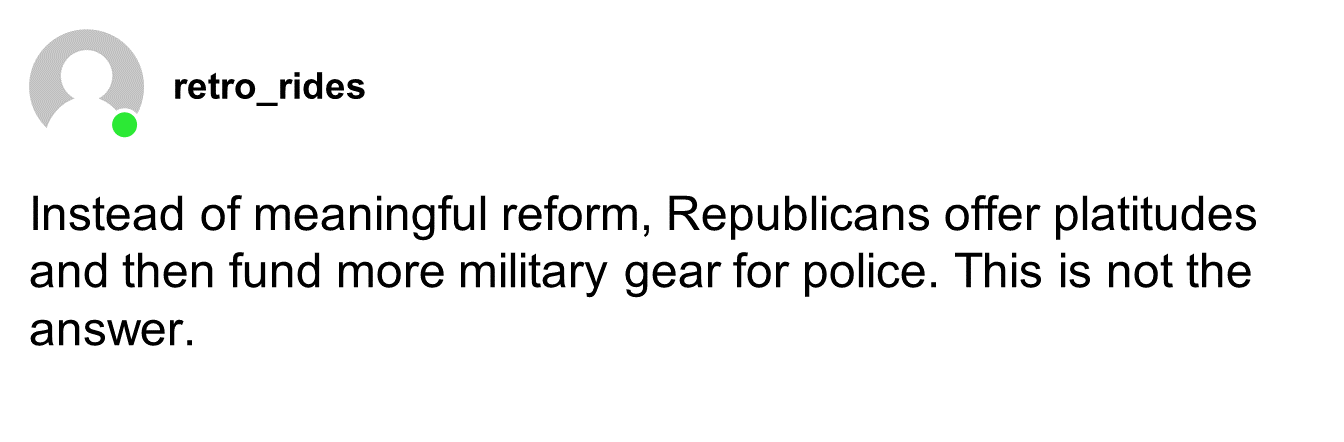 retro_rides
Instead of meaningful reform, Republicans offer platitudes
and then fund more military gear for police. This is not the
answer.